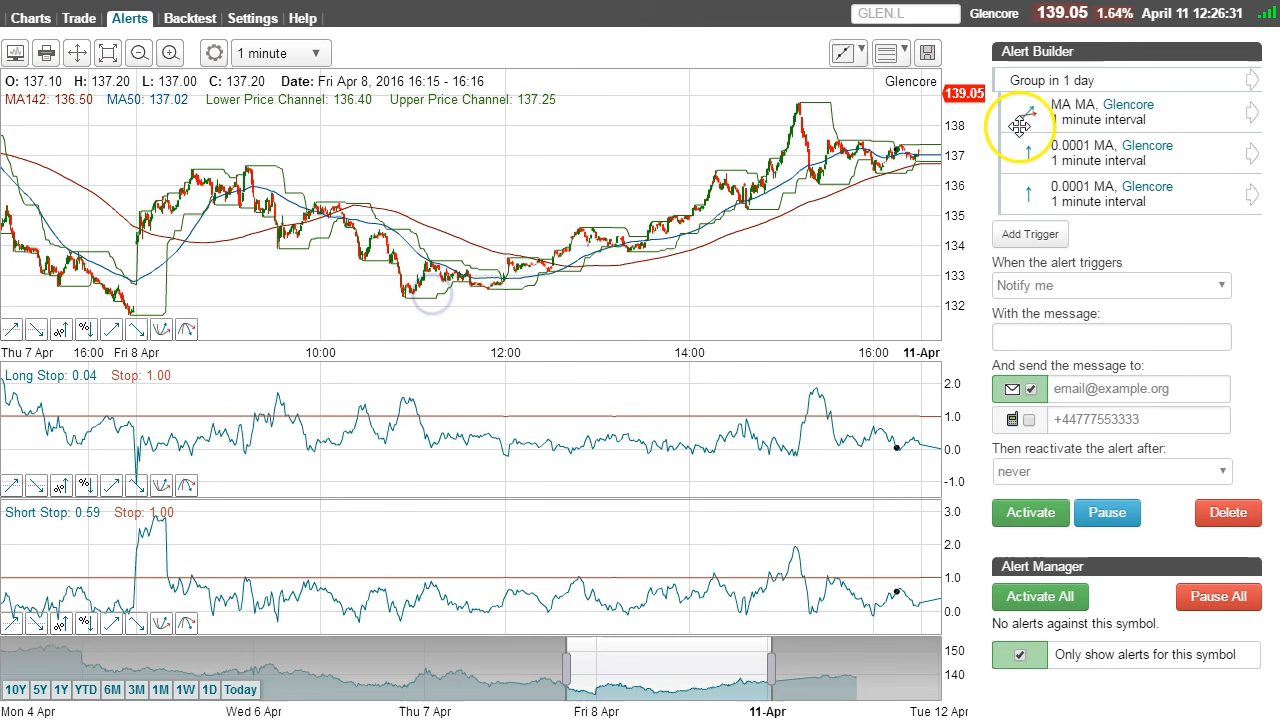 Charts | Trade | Alerts | Backtest | Settings | Help |
GLEN.L Glencore 139.05 1.64% April 11 12:26:31
1 minute
O: 137.10 H: 137.20 L: 137.00 C: 137.20 Date: Fri Apr 8, 2016 16:15 - 16:16 Glencore
MA142: 136.50 MA50: 137.02 Lower Price Channel: 136.40 Upper Price Channel: 137.25
139.05
138
137
136
135
134
133
132
Thu 7 Apr 16:00 Fri 8 Apr 10:00 12:00 14:00 16:00 11-Apr
Long Stop: 0.04 Stop: 1.00
2.0
1.0
0.0
-1.0
Short Stop: 0.59 Stop: 1.00
3.0
2.0
1.0
0.0
150
140
10Y 5Y 1Y YTD 6M 3M 1M 1W 1D Today
Mon 4 Apr Wed 6 Apr Thu 7 Apr Fri 8 Apr 11-Apr Tue 12 Apr
Alert Builder
Group in 1 day
MA MA, Glencore
1 minute interval
0.0001 MA, Glencore
1 minute interval
0.0001 MA, Glencore
1 minute interval
Add Trigger
When the alert triggers
Notify me
With the message:
And send the message to:
email@example.org
+44777553333
Then reactivate the alert after:
never
Activate Pause Delete
Alert Manager
Activate All Pause All
No alerts against this symbol.
Only show alerts for this symbol